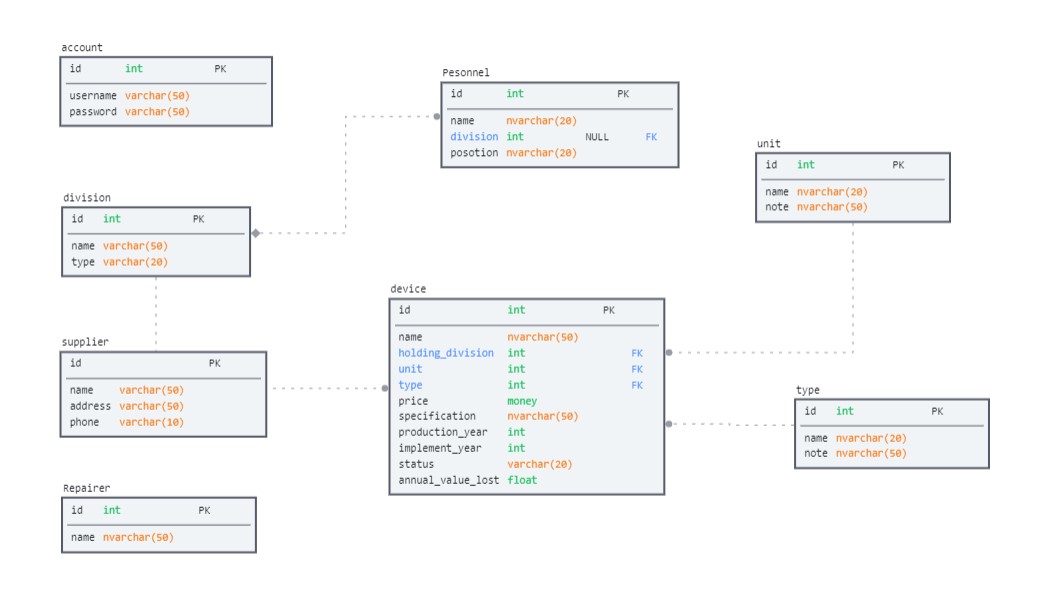 account
id int PK
username varchar(50)
password varchar(50)
Pesonnel
id int PK
name nvarchar(20)
division int NULL FK
posotion nvarchar(20)
unit
id int PK
name nvarchar(20)
note nvarchar(50)
division
id int PK
name varchar(50)
type varchar(20)
device
id int PK
name nvarchar(50)
holding_division int FK
unit int FK
type int FK
price money
specification nvarchar(50)
production_year int
implement_year int
status varchar(20)
annual_value_lost float
supplier
id PK
name varchar(50)
address varchar(50)
phone varchar(10)
type
id int PK
name nvarchar(20)
note nvarchar(50)
Repairer
id int PK
name nvarchar(50)